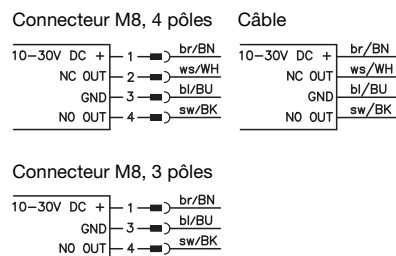 Connecteur M8, 4 pôles
10–30V DC + 1 br/BN
NC OUT 2 ws/WH
GND 3 bl/BU
NO OUT 4 sw/BK
Câble
10–30V DC + br/BN
NC OUT ws/WH
GND bl/BU
NO OUT sw/BK
Connecteur M8, 3 pôles
10–30V DC + 1 br/BN
GND 3 bl/BU
NO OUT 4 sw/BK